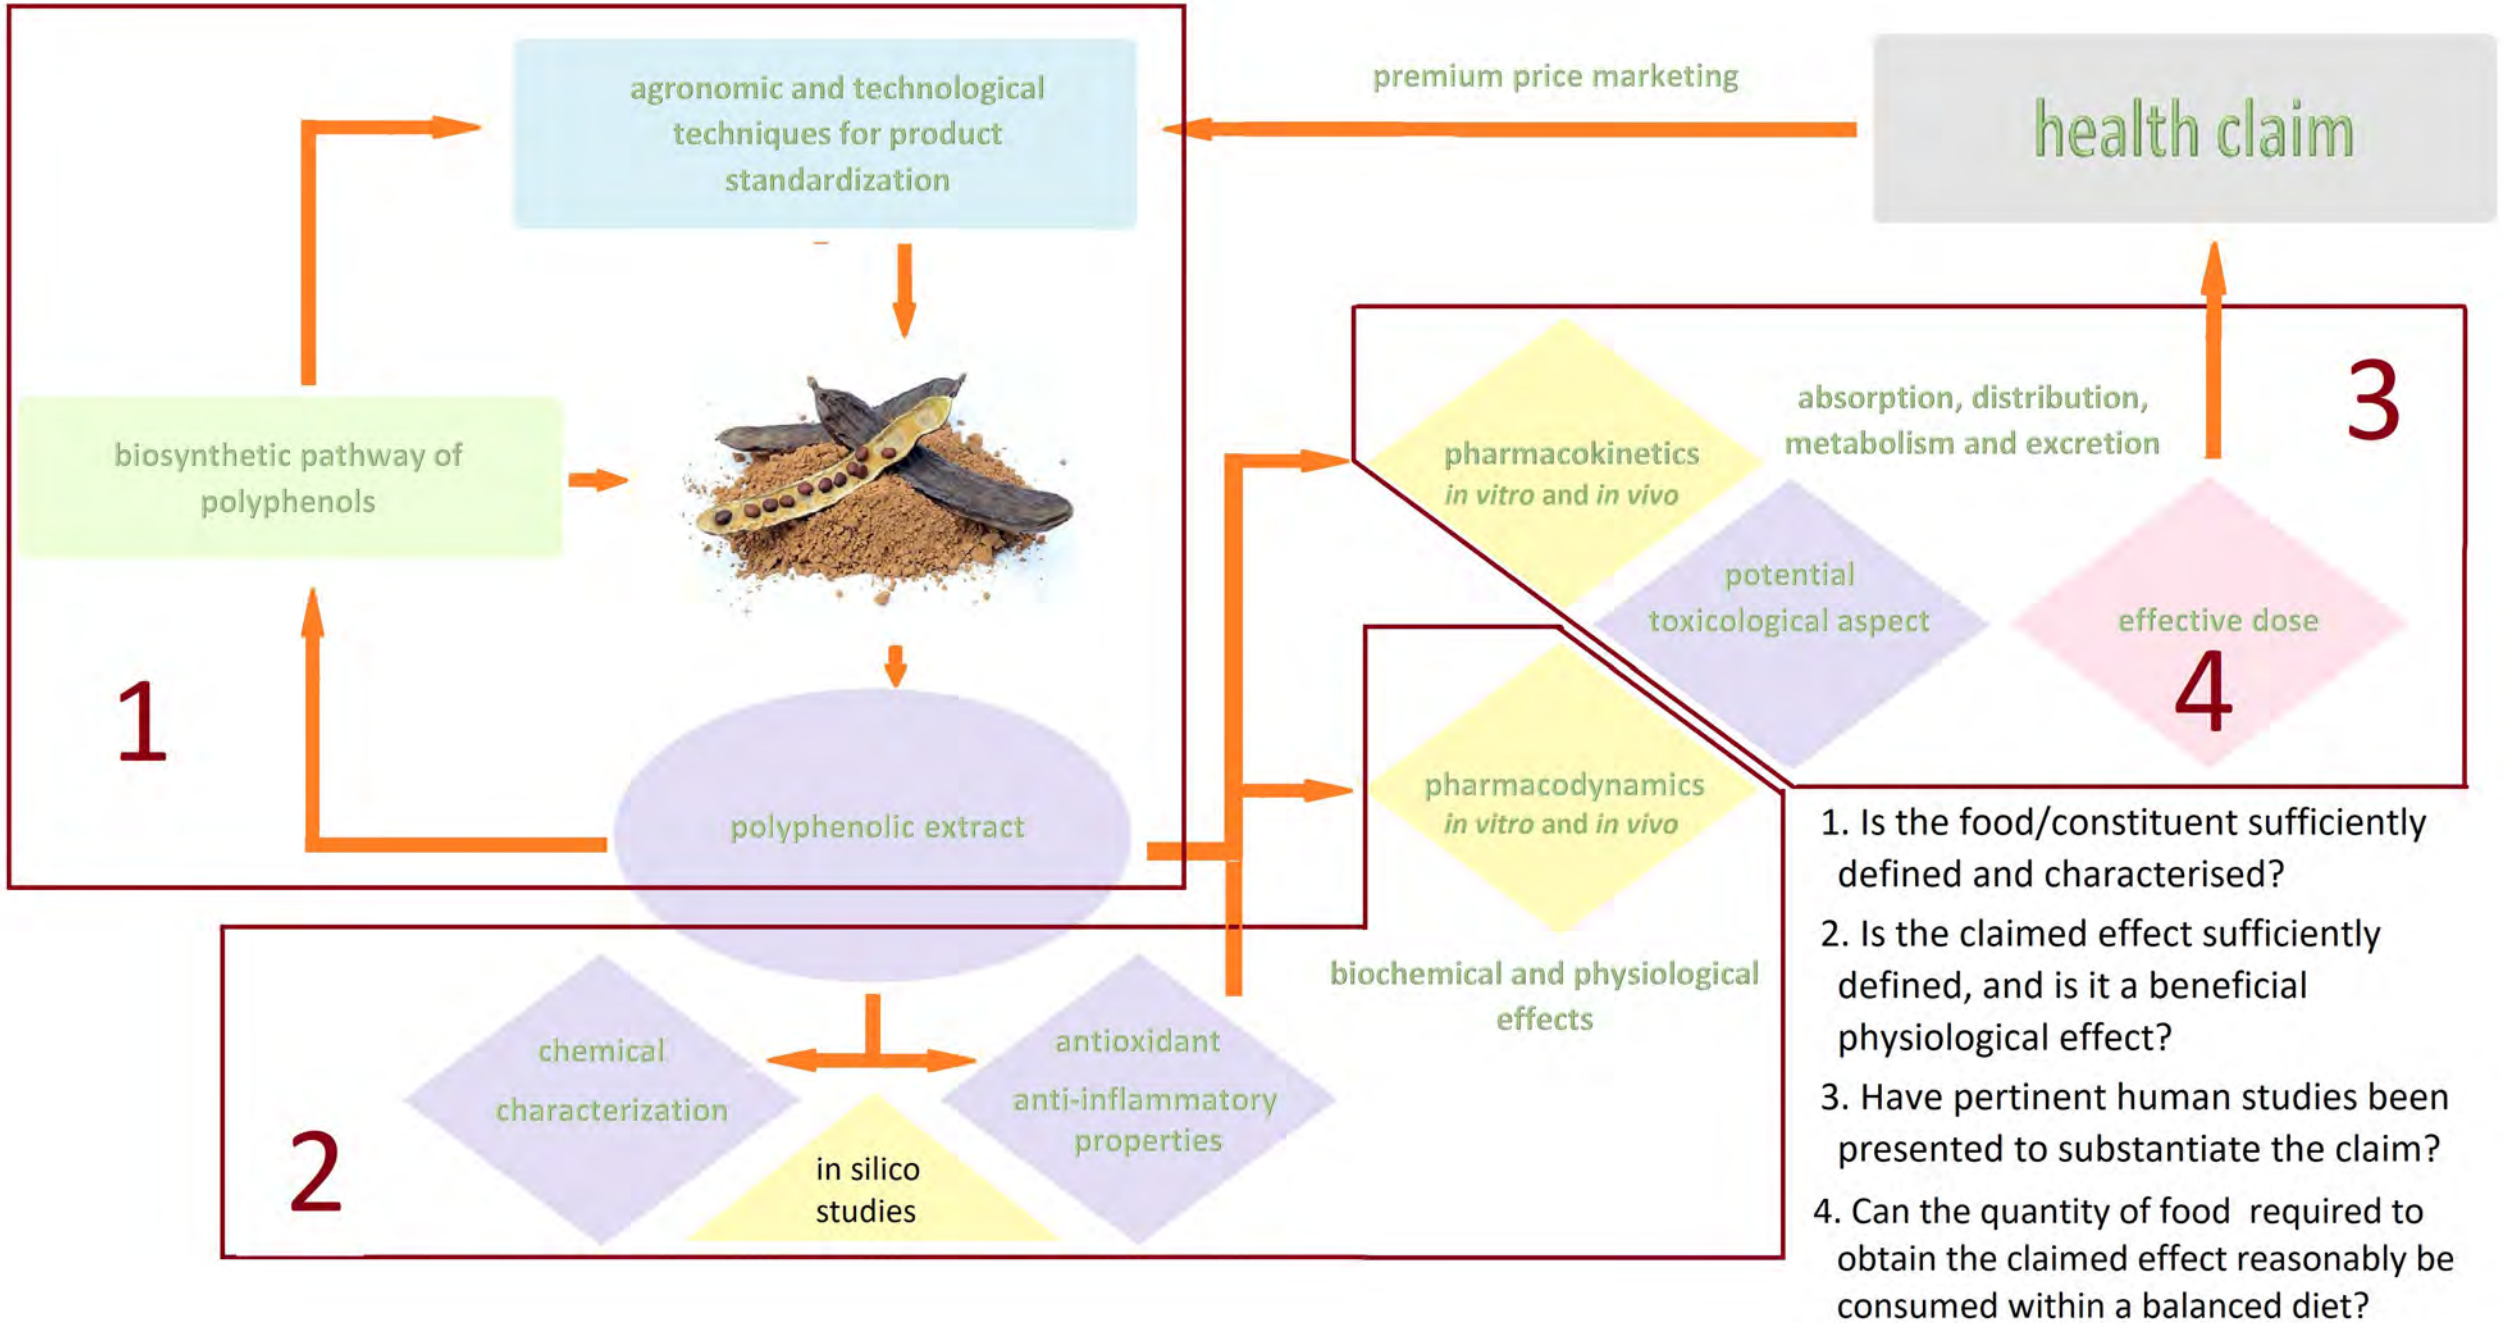 agronomic and technological
techniques for product
standardization
premium price marketing
health claim
biosynthetic pathway of
polyphenols
1
polyphenolic extract
pharmacokinetics
in vitro and in vivo
absorption, distribution,
metabolism and excretion
3
potential
toxicological aspect
effective dose
4
pharmacodynamics
in vitro and in vivo
biochemical and physiological
effects
2
chemical
characterization
in silico
studies
antioxidant
anti-inflammatory
properties
1. Is the food/constituent sufficiently
defined and characterised?
2. Is the claimed effect sufficiently
defined, and is it a beneficial
physiological effect?
3. Have pertinent human studies been
presented to substantiate the claim?
4. Can the quantity of food required to
obtain the claimed effect reasonably be
consumed within a balanced diet?